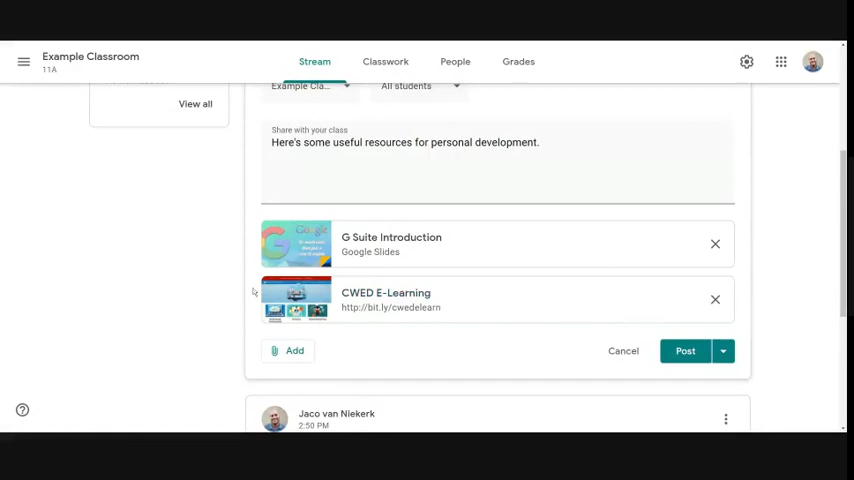 Example Classroom
11A
Stream
Classwork
People
Grades
View all
Example Cla...
All students
Share with your class
Here's some useful resources for personal development.
Google
G Suite Introduction
Google Slides
CWED E-Learning
http://bit.ly/cwedelearn
Add
Cancel
Post
Jaco van Niekerk
2:50 PM